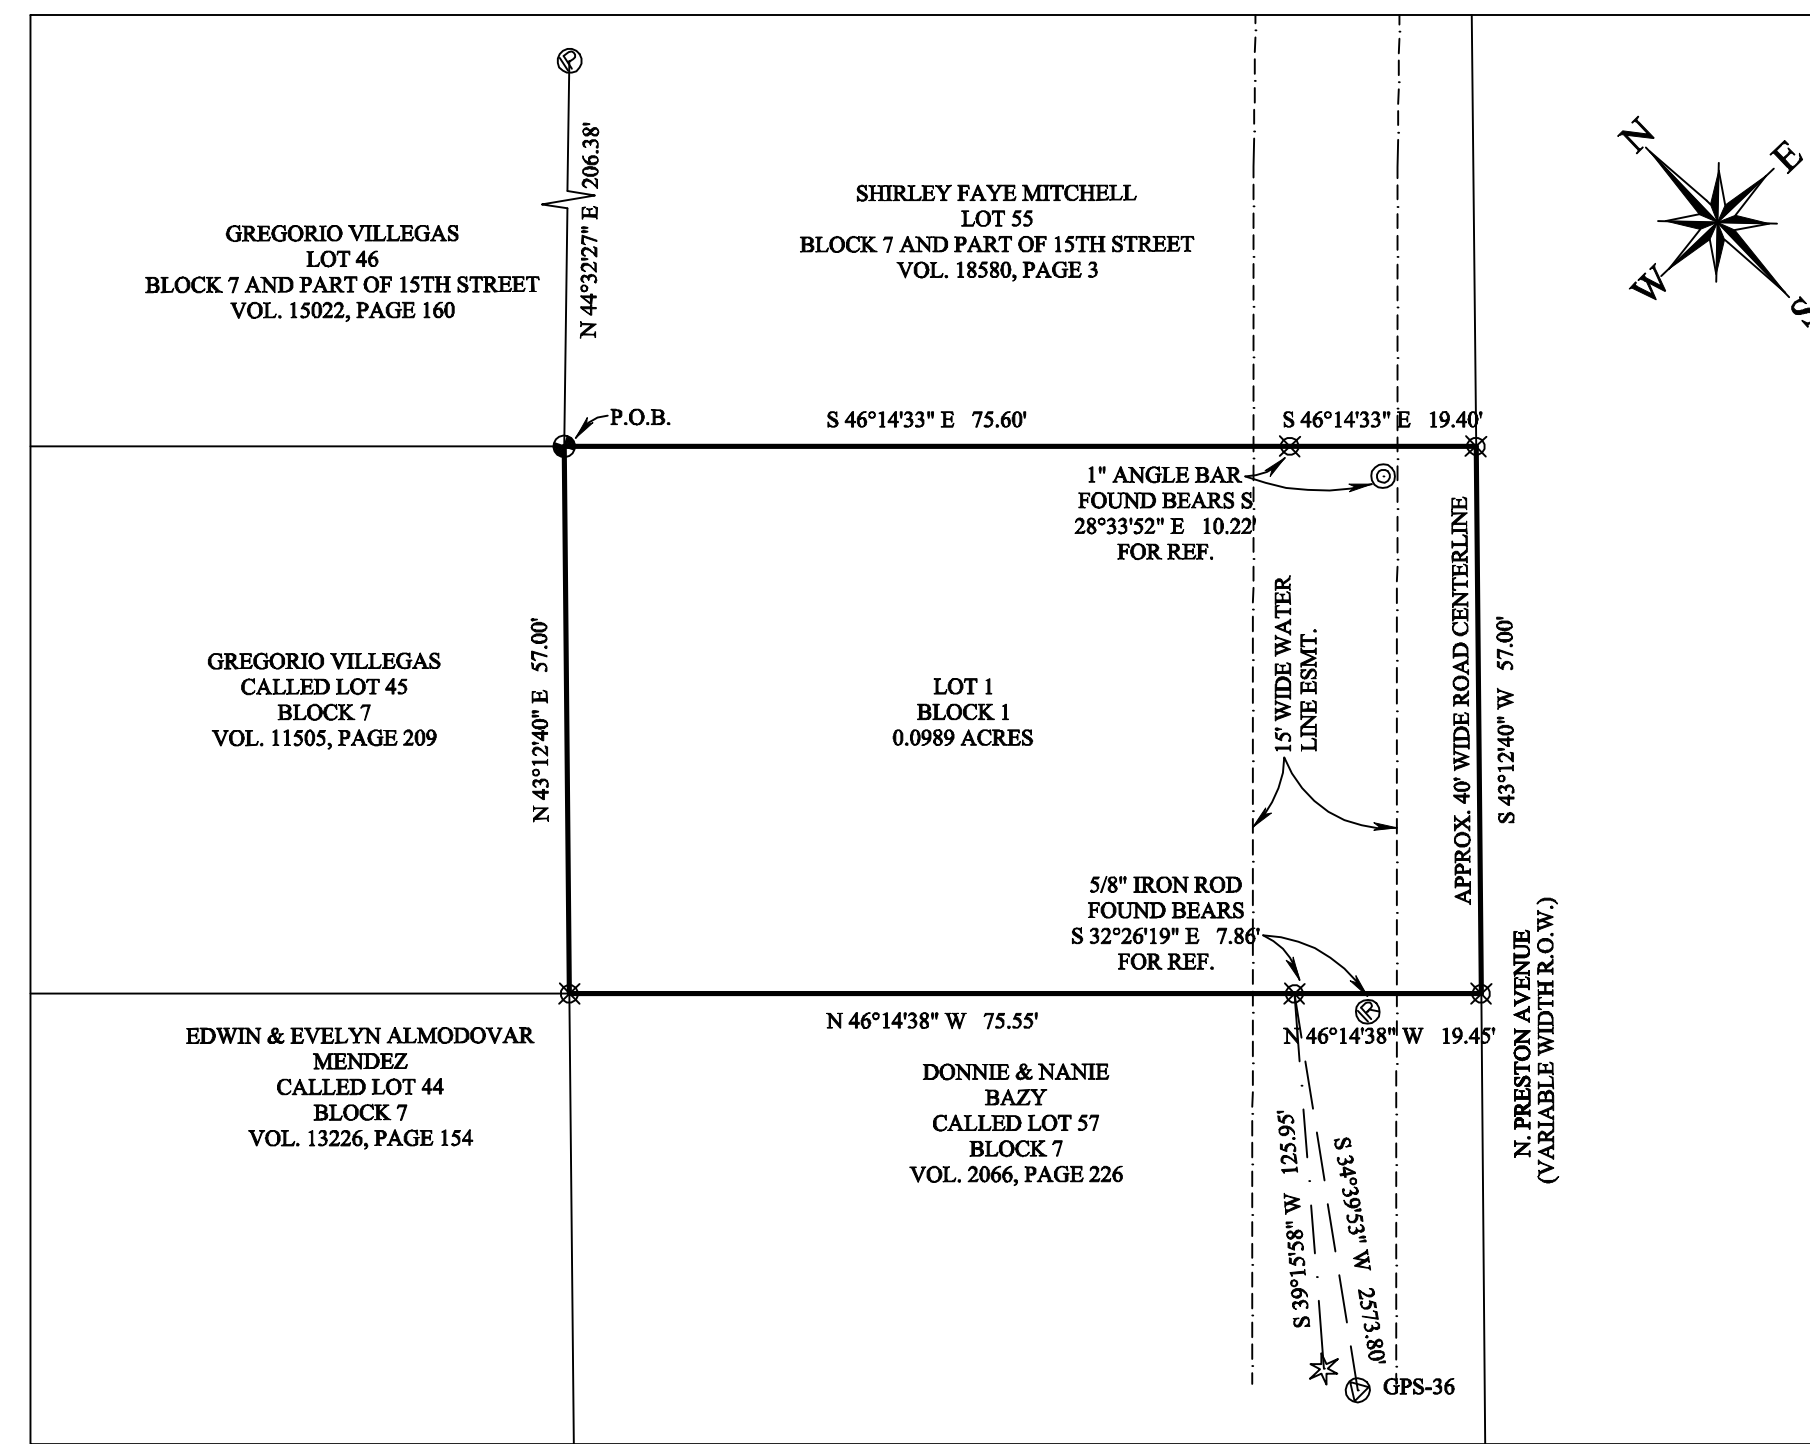 N 44°32'27" E 206.38'
GREGORIO VILLEGAS
LOT 46
BLOCK 7 AND PART OF 15TH STREET
VOL. 15022, PAGE 160
SHIRLEY FAYE MITCHELL
LOT 55
BLOCK 7 AND PART OF 15TH STREET
VOL. 18580, PAGE 3
N
E
W
S
P.O.B.
S 46°14'33" E 75.60'
S 46°14'33" E 19.40'
1" ANGLE BAR
FOUND BEARS S
28°33'52" E 10.22'
FOR REF.
GREGORIO VILLEGAS
CALLED LOT 45
BLOCK 7
VOL. 11505, PAGE 209
N 43°12'40" E 57.00'
LOT 1
BLOCK 1
0.0989 ACRES
15' WIDE WATER
LINE ESMT.
APPROX. 40' WIDE ROAD CENTERLINE
S 43°12'40" W 57.00'
5/8" IRON ROD
FOUND BEARS
S 32°26'19" E 7.86'
FOR REF.
IR
N 46°14'38" W 75.55'
N 46°14'38" W 19.45'
N. PRESTON AVENUE
(VARIABLE WIDTH R.O.W.)
EDWIN & EVELYN ALMODOVAR
MENDEZ
CALLED LOT 44
BLOCK 7
VOL. 13226, PAGE 154
DONNIE & NANIE
BAZY
CALLED LOT 57
BLOCK 7
VOL. 2066, PAGE 226
S 39°15'58" W 125.95'
S 34°39'53" W 2573.80'
GPS-36